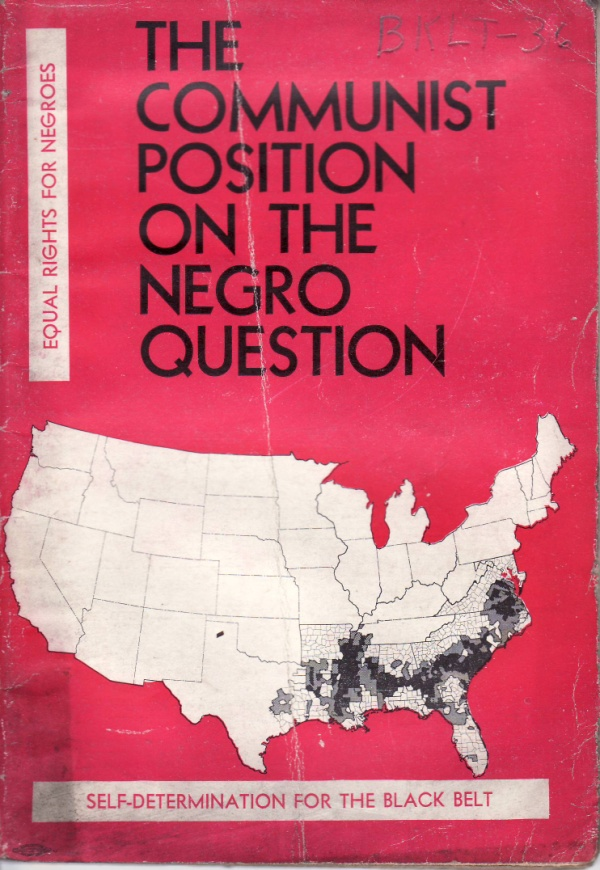 BKLT-36
THE
COMMUNIST
POSITION
ON THE
NEGRO
QUESTION
EQUAL RIGHTS FOR NEGROES
SELF-DETERMINATION FOR THE BLACK BELT